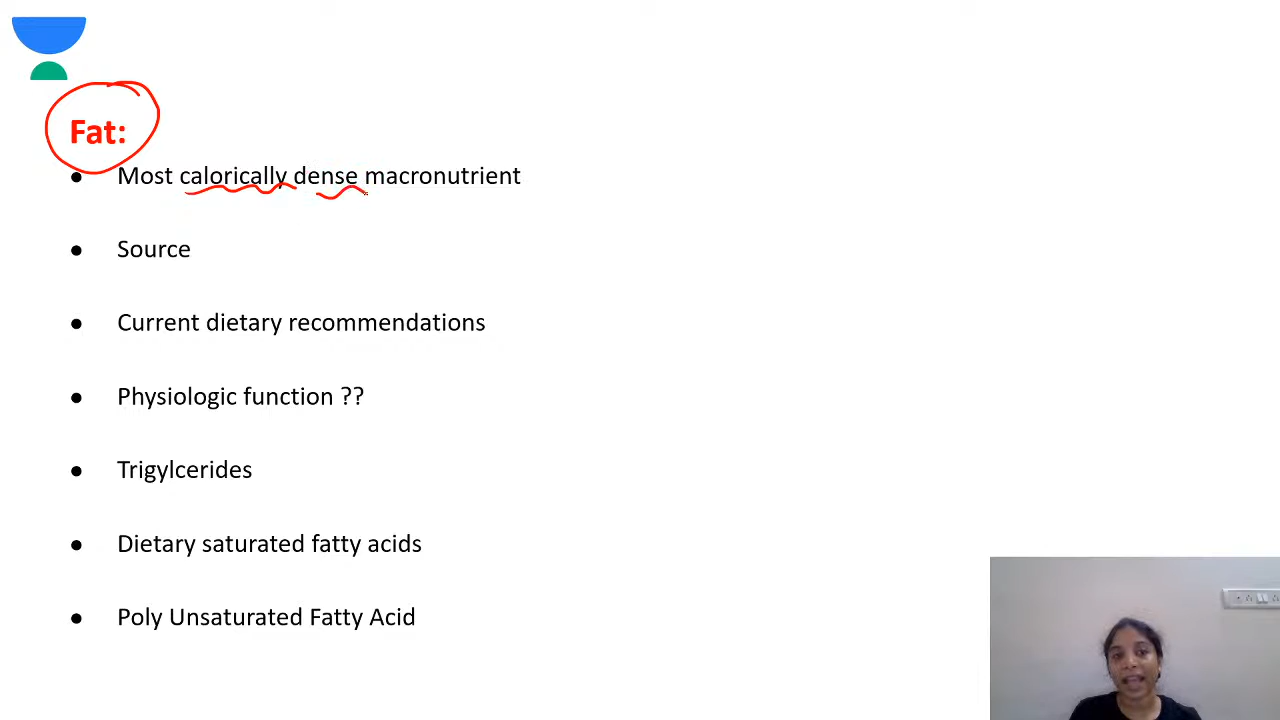 Fat:
● Most calorically dense macronutrient
● Source
● Current dietary recommendations
● Physiologic function ??
● Trigylcerides
● Dietary saturated fatty acids
● Poly Unsaturated Fatty Acid